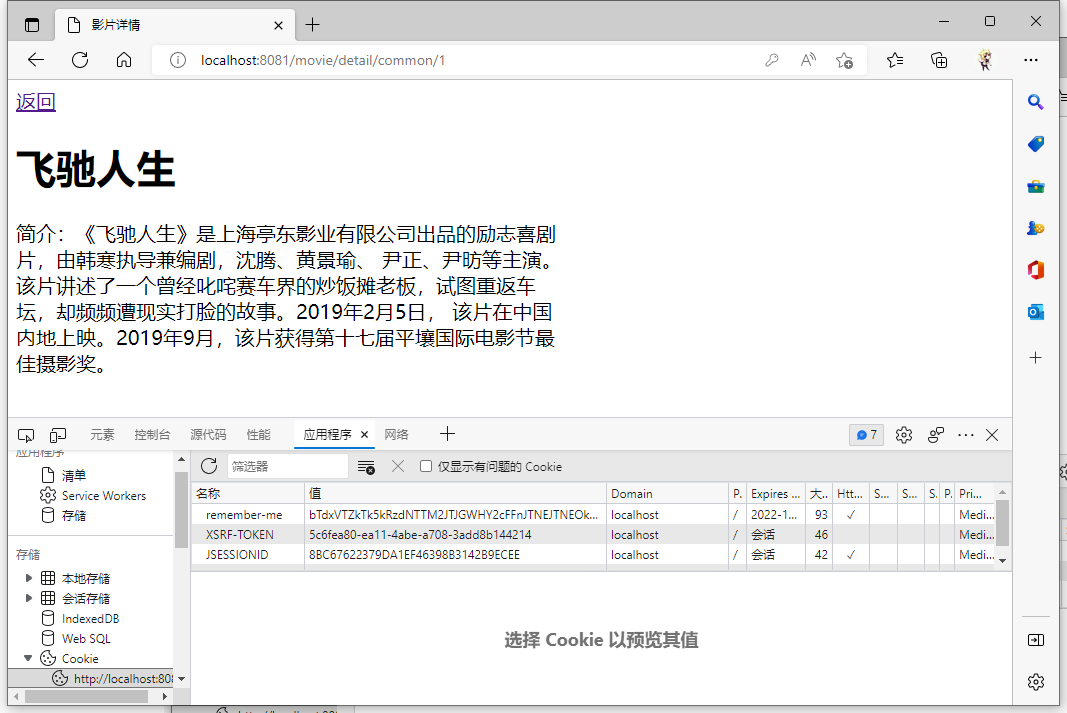 影片详情
localhost:8081/movie/detail/common/1
返回
飞驰人生
简介：《飞驰人生》是上海亭东影业有限公司出品的励志喜剧
片，由韩寒执导兼编剧，沈腾、黄景瑜、 尹正、尹昉等主演。
该片讲述了一个曾经叱咤赛车界的炒饭摊老板，试图重返车
坛，却频频遭现实打脸的故事。2019年2月5日， 该片在中国
内地上映。2019年9月，该片获得第十七届平壤国际电影节最
佳摄影奖。
元素 控制台 源代码 性能 应用程序 网络 7
应用程序
清单
Service Workers
存储
存储
本地存储
会话存储
IndexedDB
Web SQL
Cookie
http://localhost:808
筛选器 仅显示有问题的 Cookie
名称 值 Domain P. Expires ... 大.. Htt... S... S... S. P. Pri...
remember-me bTdxVTZkTk5kRzdNTTM2JTJGWHY2cFFnJTNEJTNEOk... localhost / 2022-1... 93 ✓ Medi...
XSRF-TOKEN 5c6fea80-ea11-4abe-a708-3add8b144214 localhost / 会话 46 Medi...
JSESSIONID 8BC67622379DA1EF46398B3142B9ECEE localhost / 会话 42 ✓ Medi...
选择 Cookie 以预览其值